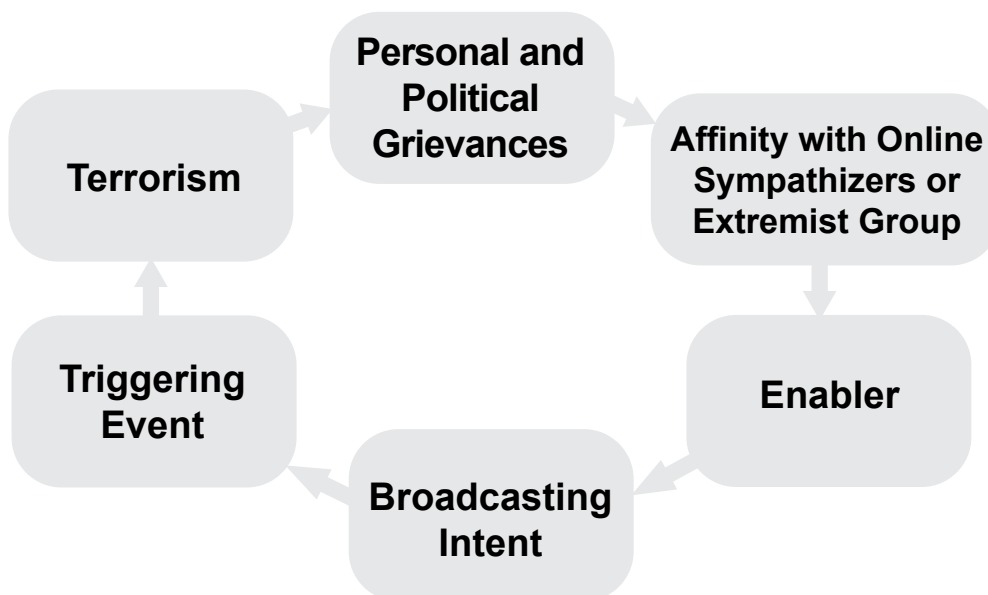 Personal and
Political
Grievances
Affinity with Online
Sympathizers or
Extremist Group
Enabler
Broadcasting
Intent
Triggering
Event
Terrorism